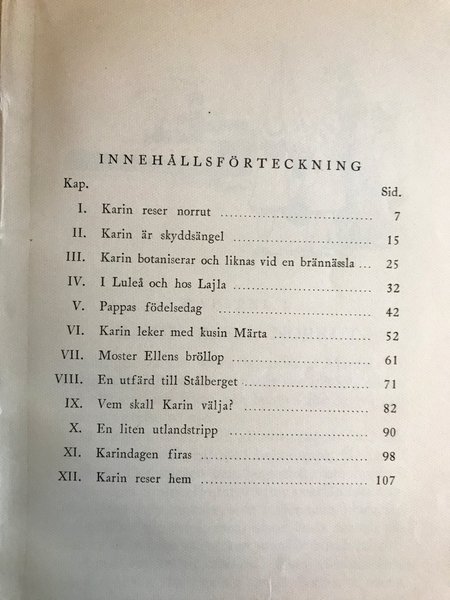 INNEHÅLLSFÖRTECKNING
Kap. Sid.
I. Karin reser norrut 7
II. Karin är skyddsängel 15
III. Karin botaniserar och liknas vid en brännässla 25
IV. I Luleå och hos Lajla 32
V. Pappas födelsedag 42
VI. Karin leker med kusin Märta 52
VII. Moster Ellens bröllop 61
VIII. En utfärd till Stålberget 71
IX. Vem skall Karin välja? 82
X. En liten utlandstripp 90
XI. Karindagen firas 98
XII. Karin reser hem 107